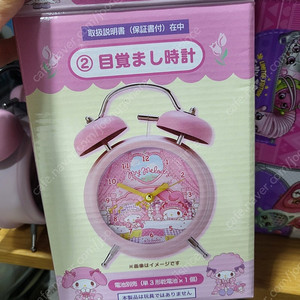 取扱説明書（保証書付）在中
② 目覚まし時計
My Melody
※画像はイメージです
電池別売（単3形乾電池×1個）
本製品は玩具ではありません